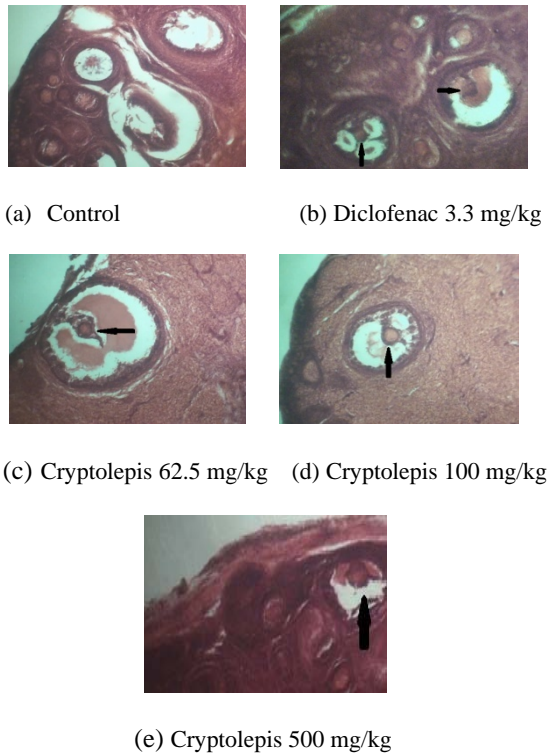 (a) Control
(b) Diclofenac 3.3 mg/kg
(c) Cryptolepis 62.5 mg/kg
(d) Cryptolepis 100 mg/kg
(e) Cryptolepis 500 mg/kg